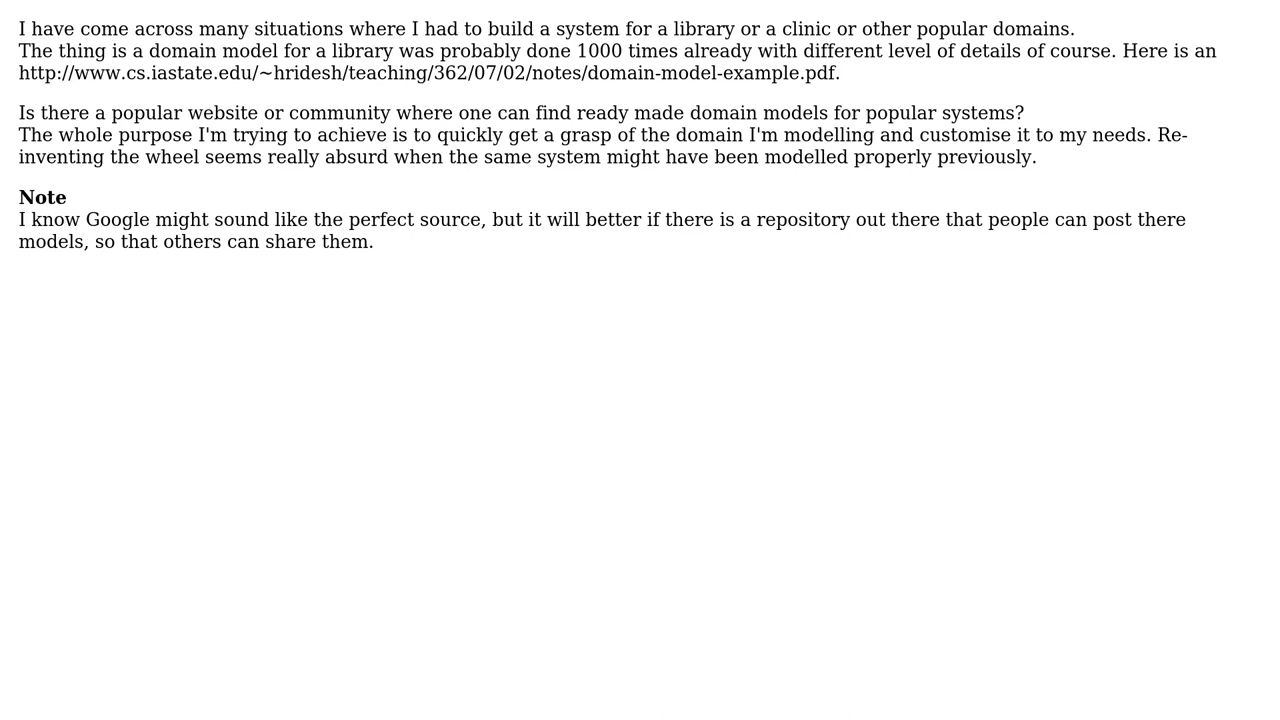 I have come across many situations where I had to build a system for a library or a clinic or other popular domains.
The thing is a domain model for a library was probably done 1000 times already with different level of details of course. Here is an
http://www.cs.iastate.edu/~hridesh/teaching/362/07/02/notes/domain-model-example.pdf.
Is there a popular website or community where one can find ready made domain models for popular systems?
The whole purpose I'm trying to achieve is to quickly get a grasp of the domain I'm modelling and customise it to my needs. Re-
inventing the wheel seems really absurd when the same system might have been modelled properly previously.
Note
I know Google might sound like the perfect source, but it will better if there is a repository out there that people can post there
models, so that others can share them.